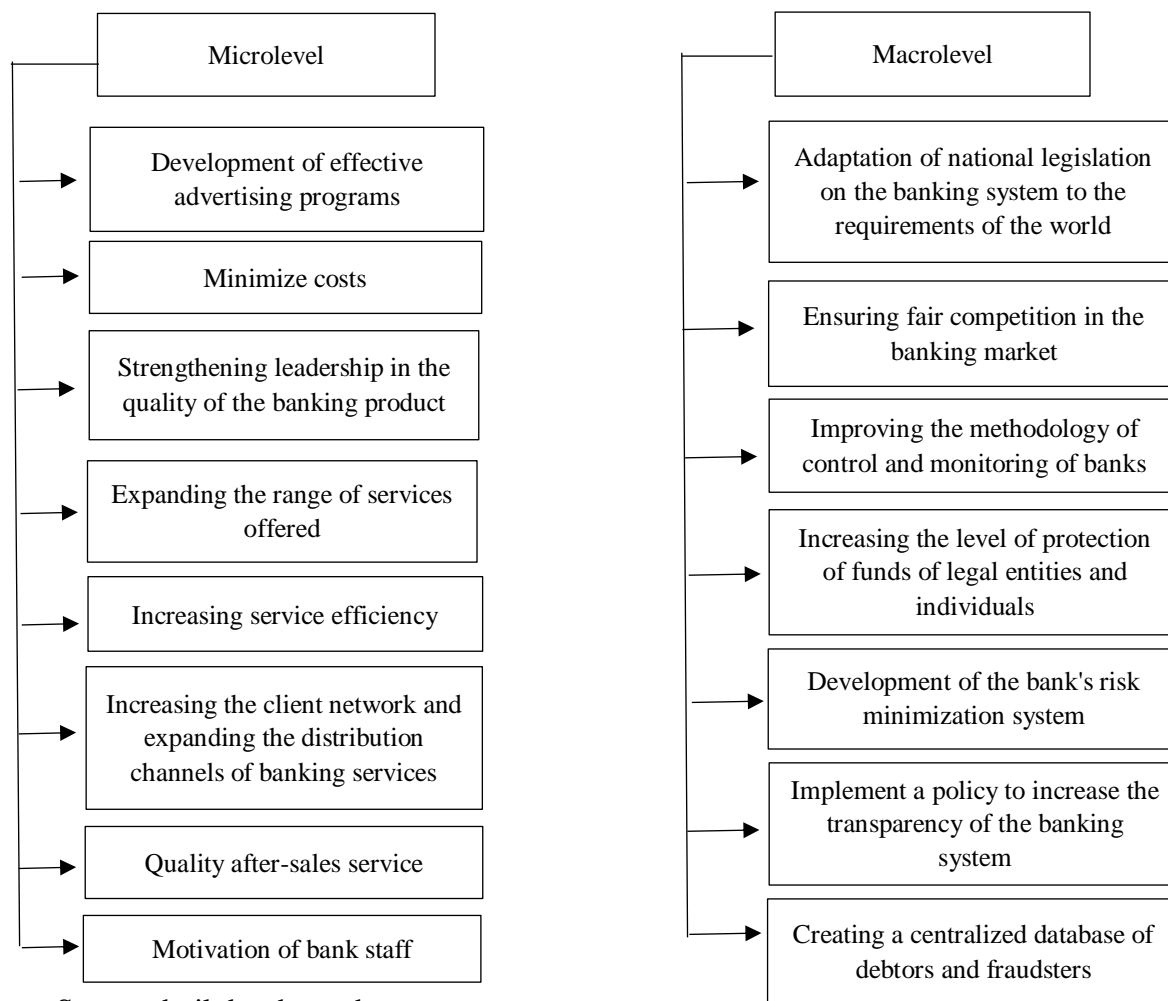 Microlevel
Development of effective
advertising programs
Minimize costs
Strengthening leadership in the
quality of the banking product
Expanding the range of services
offered
Increasing service efficiency
Increasing the client network and
expanding the distribution
channels of banking services
Quality after-sales service
Motivation of bank staff
Macrolevel
Adaptation of national legislation
on the banking system to the
requirements of the world
Ensuring fair competition in the
banking market
Improving the methodology of
control and monitoring of banks
Increasing the level of protection
of funds of legal entities and
individuals
Development of the bank's risk
minimization system
Implement a policy to increase the
transparency of the banking
system
Creating a centralized database of
debtors and fraudsters